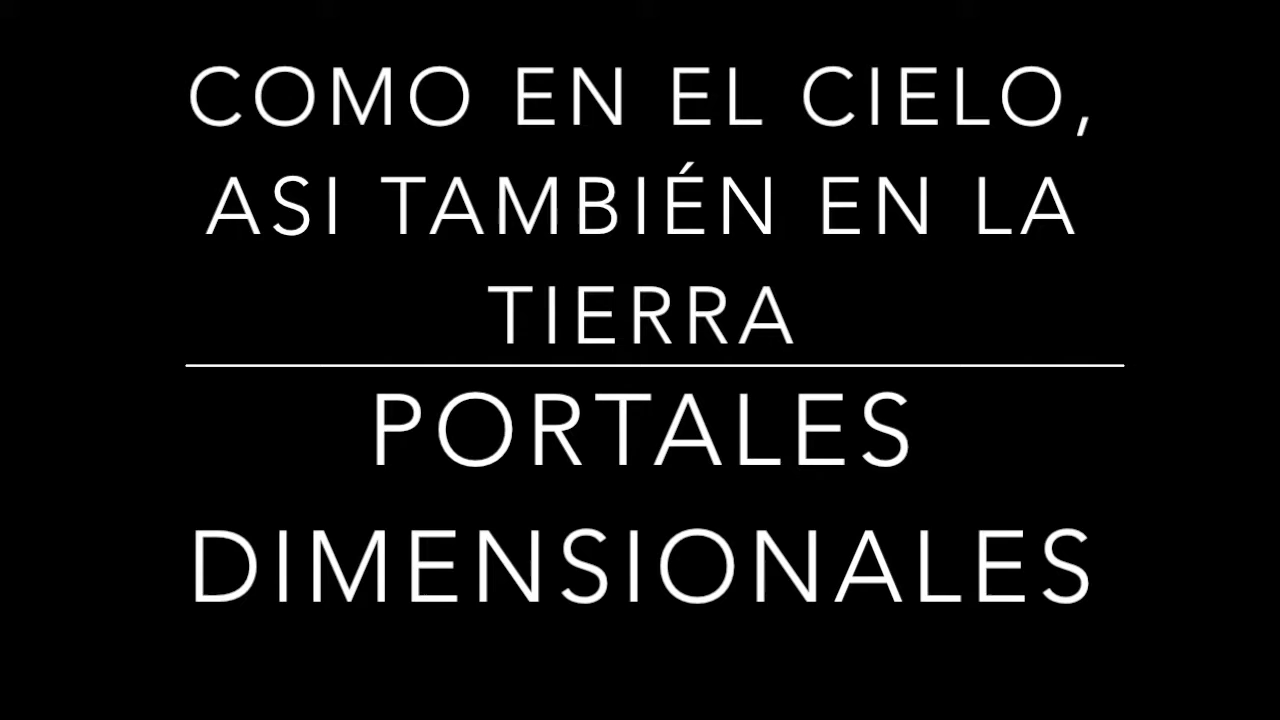 COMO EN EL CIELO,
ASI TAMBIÉN EN LA
TIERRA
PORTALES
DIMENSIONALES